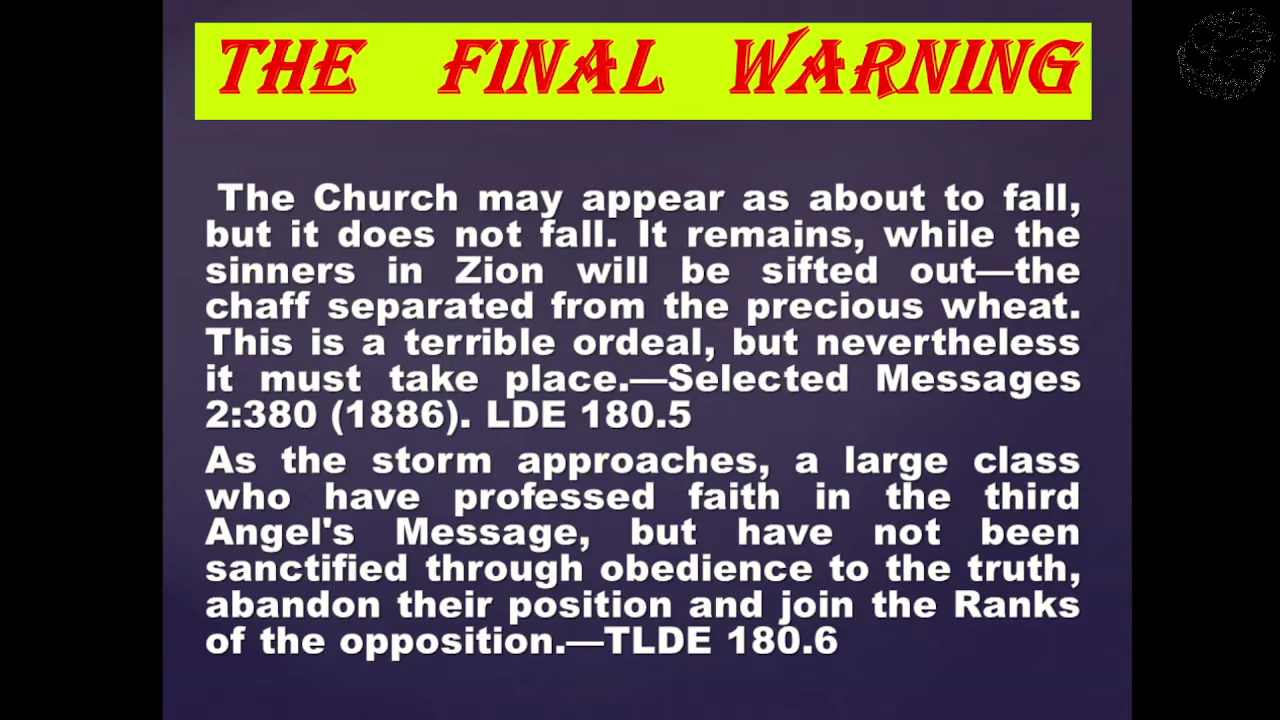 THE FINAL WARNING
The Church may appear as about to fall,
but it does not fall. It remains, while the
sinners in Zion will be sifted out—the
chaff separated from the precious wheat.
This is a terrible ordeal, but nevertheless
it must take place.—Selected Messages
2:380 (1886). LDE 180.5
As the storm approaches, a large class
who have professed faith in the third
Angel's Message, but have not been
sanctified through obedience to the truth,
abandon their position and join the Ranks
of the opposition.—TLDE 180.6